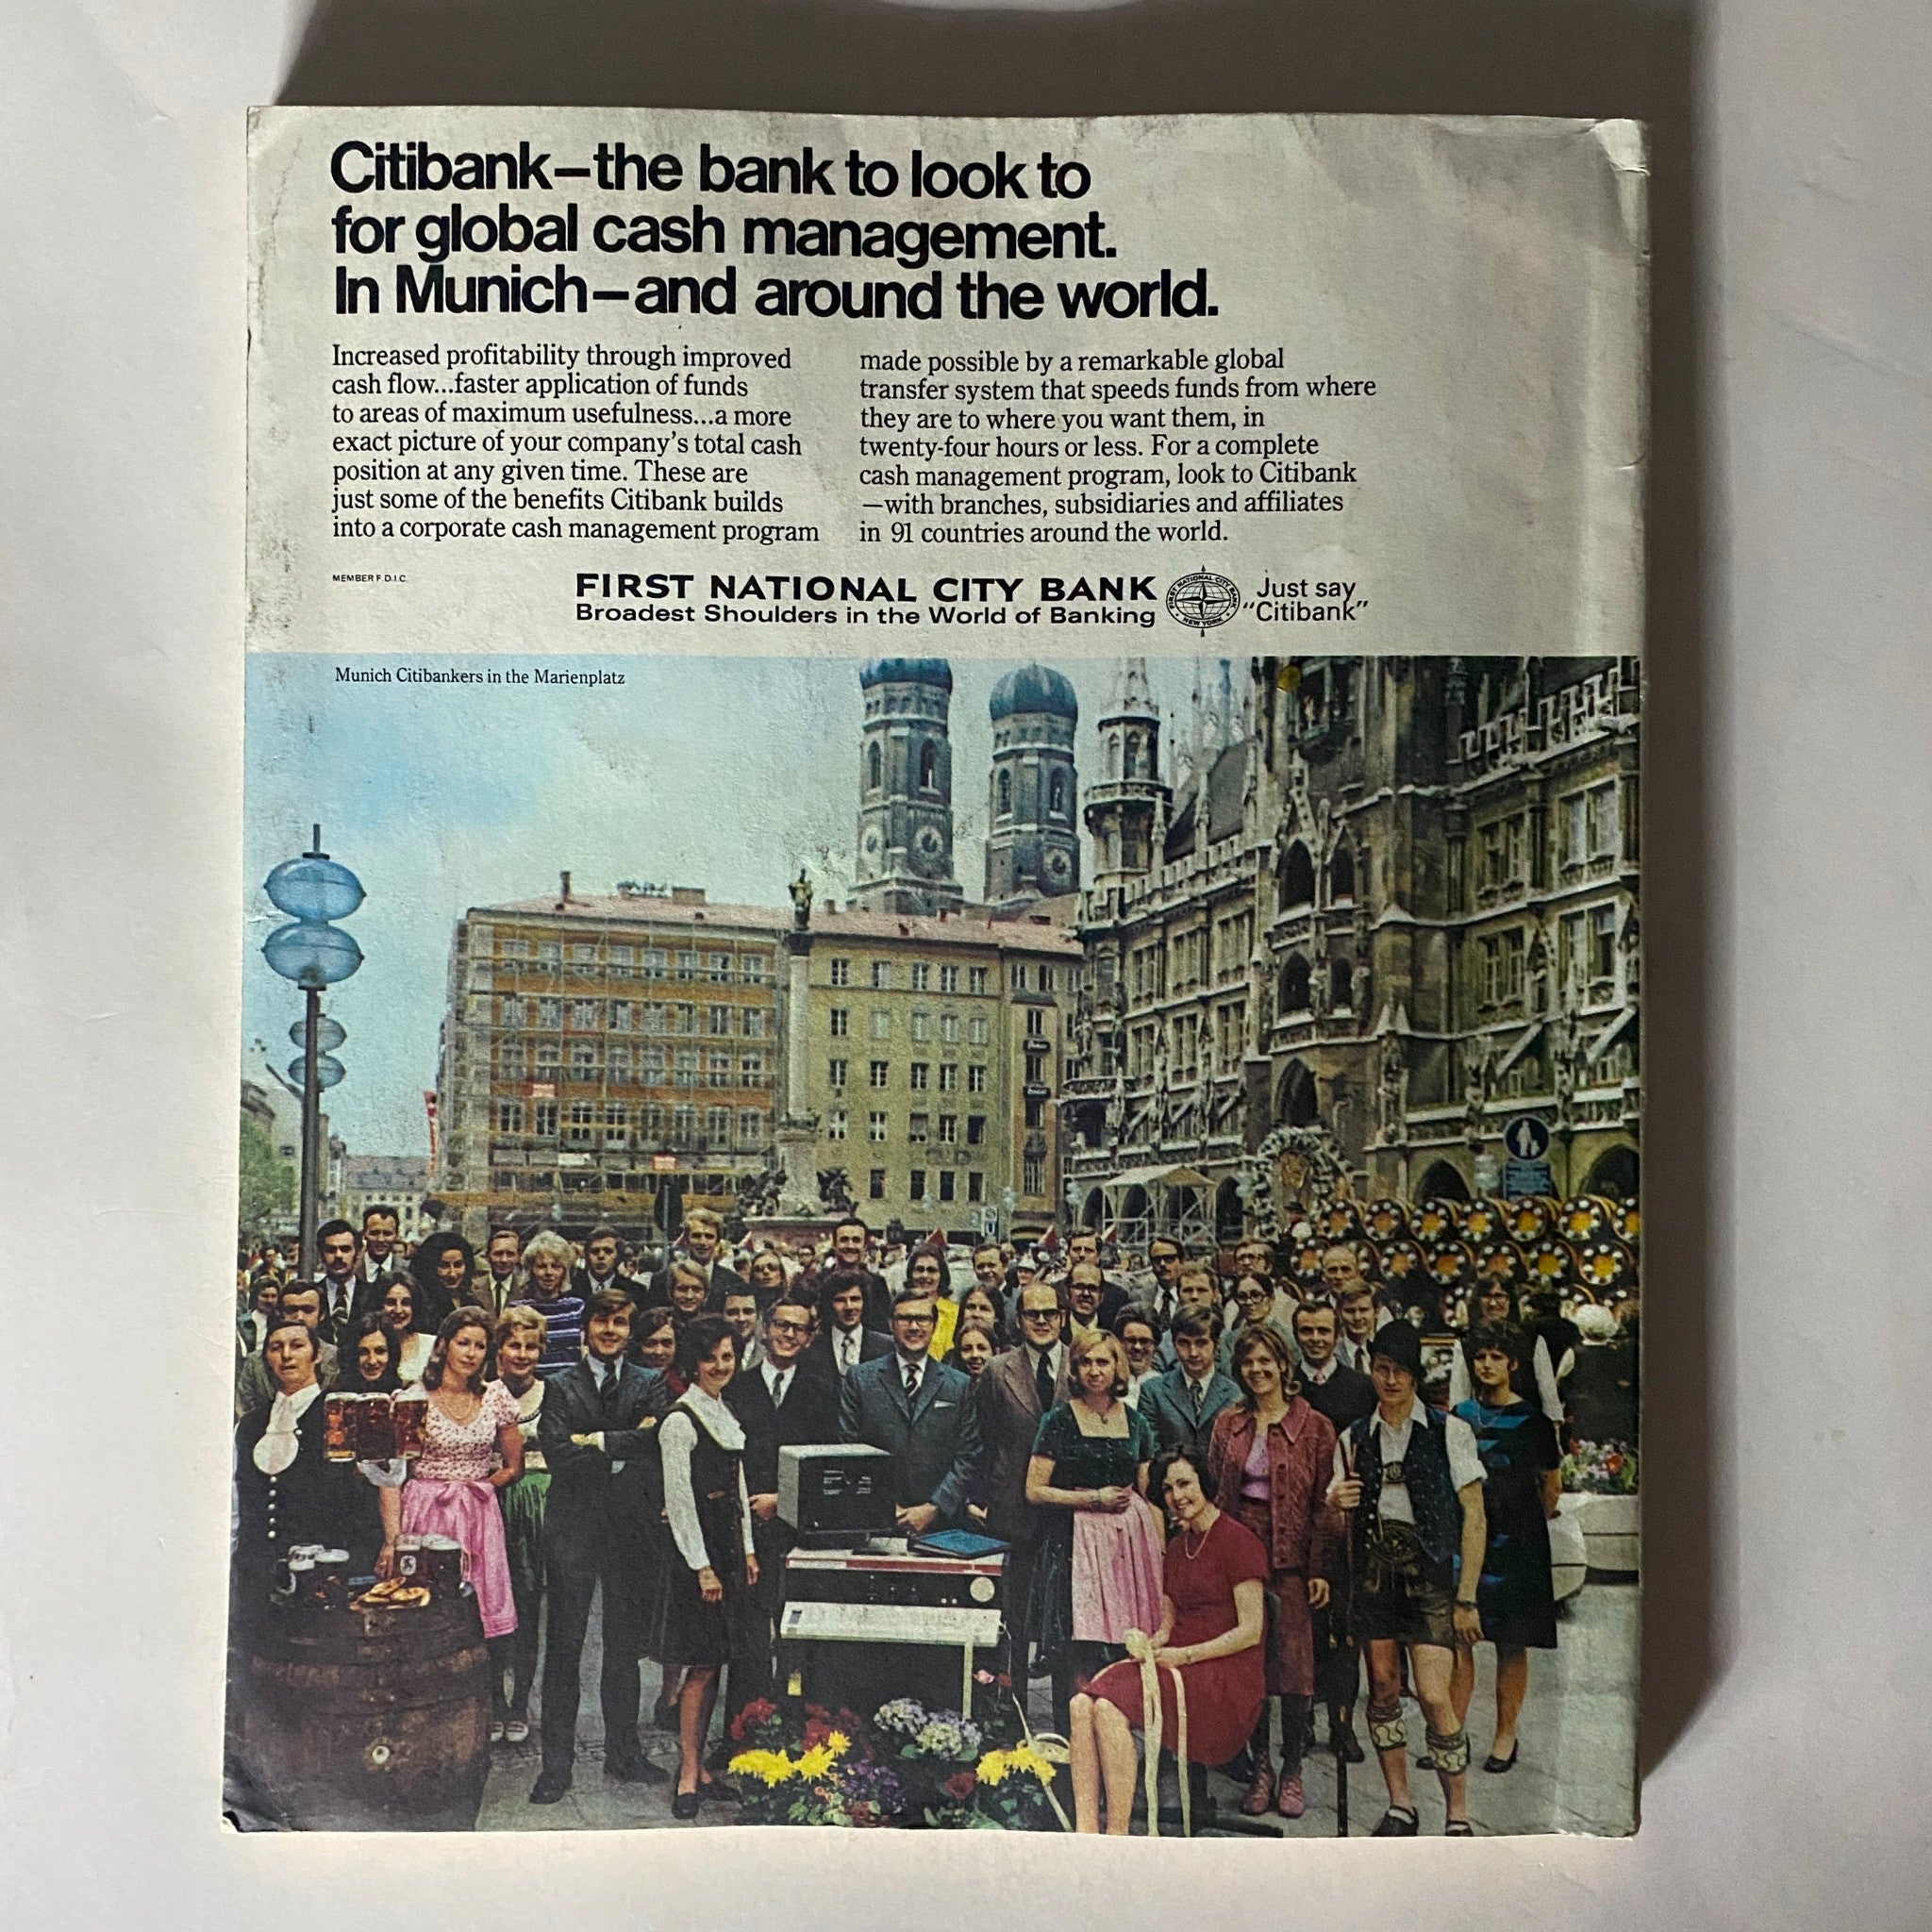 Citibank—the bank to look to
for global cash management.
In Munich—and around the world.
Increased profitability through improved
cash flow...faster application of funds
to areas of maximum usefulness...a more
exact picture of your company's total cash
position at any given time. These are
just some of the benefits Citibank builds
into a corporate cash management program
made possible by a remarkable global
transfer system that speeds funds from where
they are to where you want them, in
twenty-four hours or less. For a complete
cash management program, look to Citibank
—with branches, subsidiaries and affiliates
in 91 countries around the world.
MEMBER F.D.I.C.
FIRST NATIONAL CITY BANK
Broadest Shoulders in the World of Banking
FIRST NATIONAL CITY BANK
NEW YORK
Just say
"Citibank"
Munich Citibankers in the Marienplatz